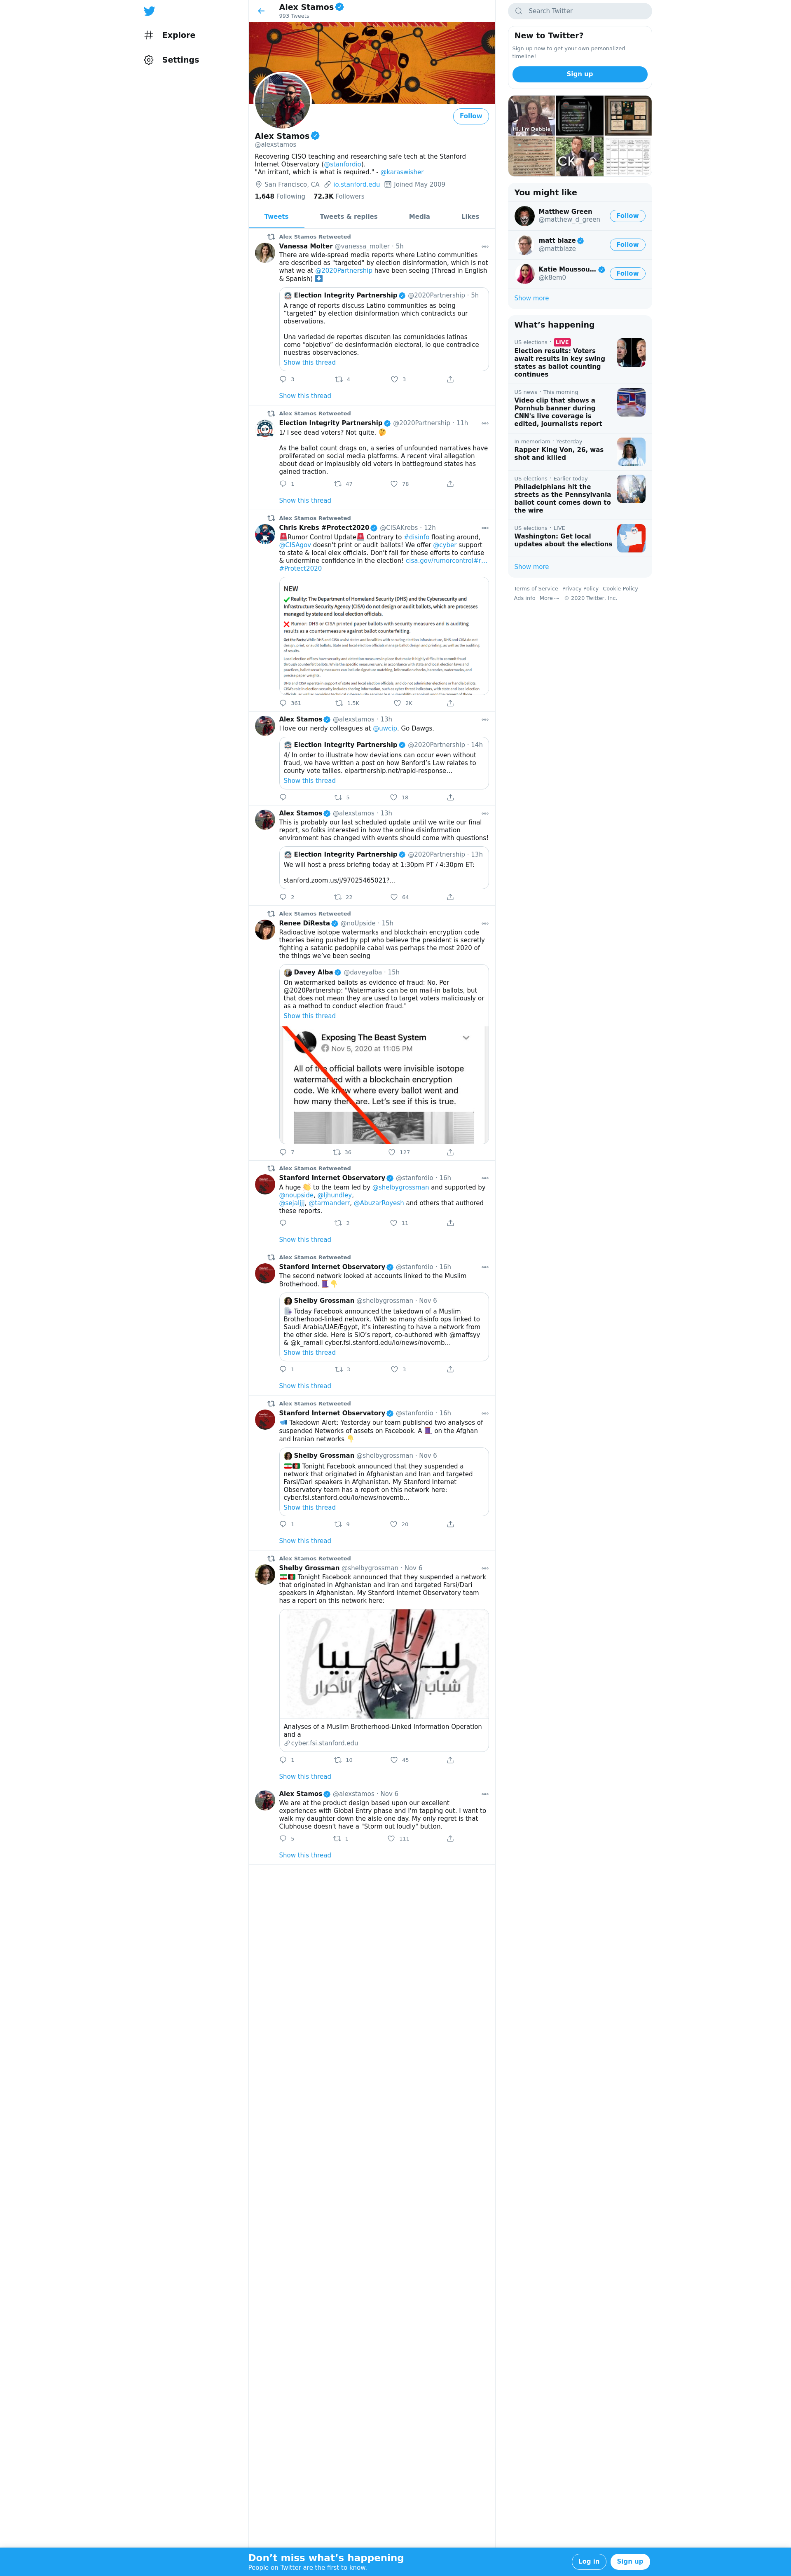 Explore
Settings
Alex Stamos
993 Tweets
Follow
Alex Stamos
@alexstamos
Recovering CISO teaching and researching safe tech at the Stanford
Internet Observatory (@stanfordio).
"An irritant, which is what is required." - @karaswisher
San Francisco, CA io.stanford.edu Joined May 2009
1,648 Following 72.3K Followers
Tweets Tweets & replies Media Likes
Alex Stamos Retweeted
Vanessa Molter @vanessa_molter · 5h
There are wide-spread media reports where Latino communities
are described as "targeted" by election disinformation, which is not
what we at @2020Partnership have been seeing (Thread in English
& Spanish) ⬇️
Election Integrity Partnership @2020Partnership · 5h
A range of reports discuss Latino communities as being
“targeted” by election disinformation which contradicts our
observations.
Una variedad de reportes discuten las comunidades latinas
como “objetivo” de desinformación electoral, lo que contradice
nuestras observaciones.
Show this thread
3 4 3
Show this thread
Alex Stamos Retweeted
Election Integrity Partnership @2020Partnership · 11h
1/ I see dead voters? Not quite. 🤔
As the ballot count drags on, a series of unfounded narratives have
proliferated on social media platforms. A recent viral allegation
about dead or implausibly old voters in battleground states has
gained traction.
1 47 78
Show this thread
Alex Stamos Retweeted
Chris Krebs #Protect2020 @CISAKrebs · 12h
🚨Rumor Control Update🚨 Contrary to #disinfo floating around,
@CISAgov doesn’t print or audit ballots! We offer @cyber support
to state & local elex officials. Don’t fall for these efforts to confuse
& undermine confidence in the election! cisa.gov/rumorcontrol#r…
#Protect2020
NEW
Reality: The Department of Homeland Security (DHS) and the Cybersecurity and
Infrastructure Security Agency (CISA) do not design or audit ballots, which are processes
managed by state and local election officials.
Rumor: DHS or CISA printed paper ballots with security measures and is auditing
results as a countermeasure against ballot counterfeiting.
361 1.5K 2K
Alex Stamos @alexstamos · 13h
I love our nerdy colleagues at @uwcip. Go Dawgs.
Election Integrity Partnership @2020Partnership · 14h
4/ In order to illustrate how deviations can occur even without
fraud, we have written a post on how Benford’s Law relates to
county vote tallies. eipartnership.net/rapid-response…
Show this thread
5 18
Alex Stamos @alexstamos · 13h
This is probably our last scheduled update until we write our final
report, so folks interested in how the online disinformation
environment has changed with events should come with questions!
Election Integrity Partnership @2020Partnership · 13h
We will host a press briefing today at 1:30pm PT / 4:30pm ET:
stanford.zoom.us/j/97025465021?...
2 22 64
Alex Stamos Retweeted
Renee DiResta @noUpside · 15h
Radioactive isotope watermarks and blockchain encryption code
theories being pushed by ppl who believe the president is secretly
fighting a satanic pedophile cabal was perhaps the most 2020 of
the things we’ve been seeing
Davey Alba @daveyalba · 15h
On watermarked ballots as evidence of fraud: No. Per
@2020Partnership: "Watermarks can be on mail-in ballots, but
that does not mean they are used to target voters maliciously or
as a method to conduct election fraud."
Show this thread
Exposing The Beast System
Nov 5, 2020 at 11:05 PM
All of the official ballots were invisible isotope
watermarked with a blockchain encryption
code. We know where every ballot went and
how many there are. Let's see if this is true.
7 36 127
Alex Stamos Retweeted
Stanford Internet Observatory @stanfordio · 16h
A huge 👏 to the team led by @shelbygrossman and supported by
@noupside, @ljhundley,
@sejaljjj, @tarmanderr, @AbuzarRoyesh and others that authored
these reports.
2 11
Show this thread
Alex Stamos Retweeted
Stanford Internet Observatory @stanfordio · 16h
The second network looked at accounts linked to the Muslim
Brotherhood. 🧵👇
Shelby Grossman @shelbygrossman · Nov 6
Today Facebook announced the takedown of a Muslim
Brotherhood-linked network. With so many disinfo ops linked to
Saudi Arabia/UAE/Egypt, it’s interesting to have a network from
the other side. Here is SIO’s report, co-authored with @maffsyy
& @k_ramali cyber.fsi.stanford.edu/io/news/novemb…
Show this thread
1 3 3
Show this thread
Alex Stamos Retweeted
Stanford Internet Observatory @stanfordio · 16h
📣 Takedown Alert: Yesterday our team published two analyses of
suspended Networks of assets on Facebook. A 🧵 on the Afghan
and Iranian networks 👇
Shelby Grossman @shelbygrossman · Nov 6
🇮🇷🇦🇫 Tonight Facebook announced that they suspended a
network that originated in Afghanistan and Iran and targeted
Farsi/Dari speakers in Afghanistan. My Stanford Internet
Observatory team has a report on this network here:
cyber.fsi.stanford.edu/io/news/novemb…
Show this thread
1 9 20
Show this thread
Alex Stamos Retweeted
Shelby Grossman @shelbygrossman · Nov 6
🇮🇷🇦🇫 Tonight Facebook announced that they suspended a network
that originated in Afghanistan and Iran and targeted Farsi/Dari
speakers in Afghanistan. My Stanford Internet Observatory team
has a report on this network here:
ليبيا
شباب الأحرار
Analyses of a Muslim Brotherhood-Linked Information Operation
and a
cyber.fsi.stanford.edu
1 10 45
Show this thread
Alex Stamos @alexstamos · Nov 6
We are at the product design based upon our excellent
experiences with Global Entry phase and I'm tapping out. I want to
walk my daughter down the aisle one day. My only regret is that
Clubhouse doesn't have a "Storm out loudly" button.
5 1 111
Show this thread
Search Twitter
New to Twitter?
Sign up now to get your own personalized
timeline!
Sign up
Hi, I'm Debbie.
CK
You might like
Matthew Green
@matthew_d_green
Follow
matt blaze
@mattblaze
Follow
Katie Moussou…
@k8em0
Follow
Show more
What’s happening
US elections · LIVE
Election results: Voters
await results in key swing
states as ballot counting
continues
US news · This morning
Video clip that shows a
Pornhub banner during
CNN's live coverage is
edited, journalists report
In memoriam · Yesterday
Rapper King Von, 26, was
shot and killed
US elections · Earlier today
Philadelphians hit the
streets as the Pennsylvania
ballot count comes down to
the wire
US elections · LIVE
Washington: Get local
updates about the elections
Show more
Terms of Service Privacy Policy Cookie Policy
Ads info More © 2020 Twitter, Inc.
Don’t miss what’s happening
People on Twitter are the first to know.
Log in
Sign up